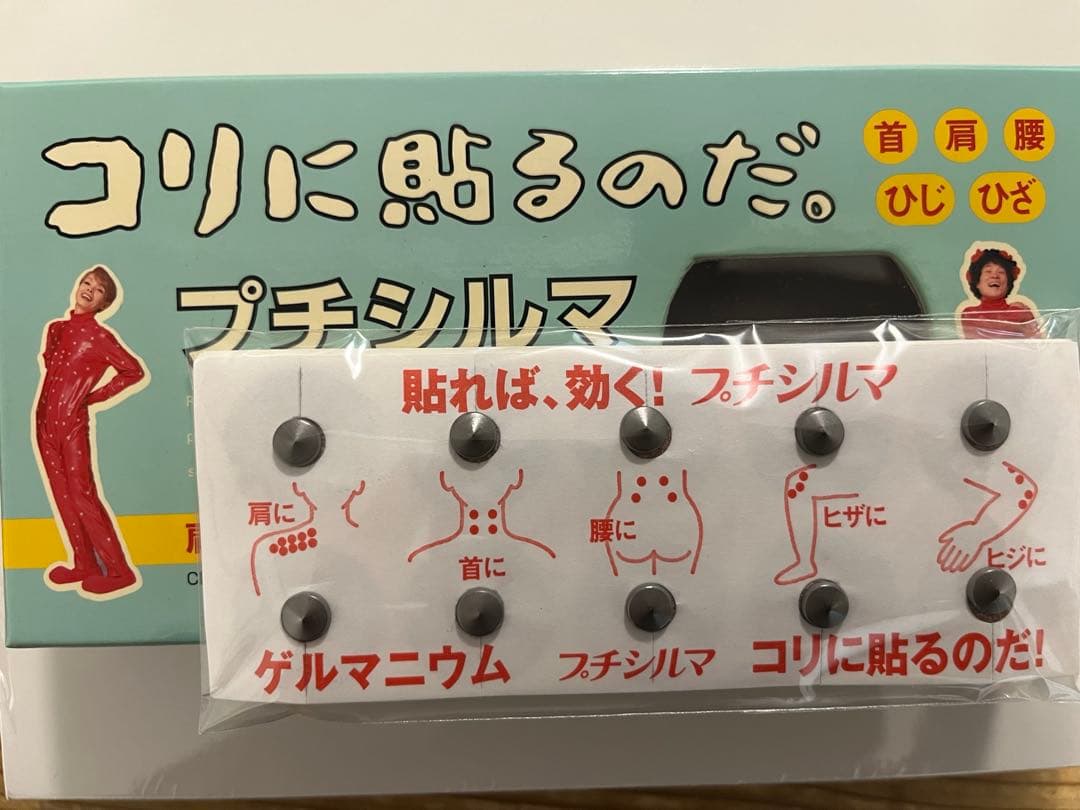 コリに貼るのだ。
首 肩 腰
ひじ ひざ
プチシルマ
貼れば、効く! プチシルマ
肩に
首に
腰に
ヒザに
ヒジに
ゲルマニウム プチシルマ コリに貼るのだ!